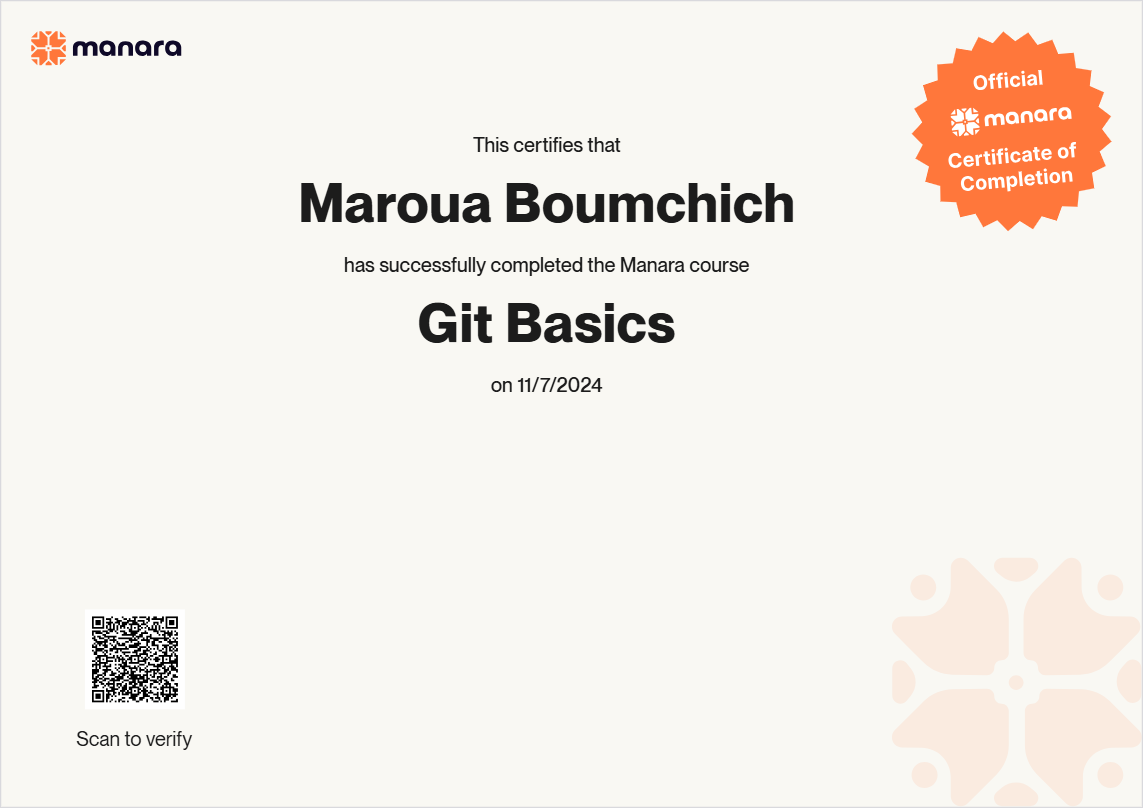 manara
Official
manara
Certificate of
Completion
This certifies that
Maroua Boumchich
has successfully completed the Manara course
Git Basics
on 11/7/2024
Scan to verify